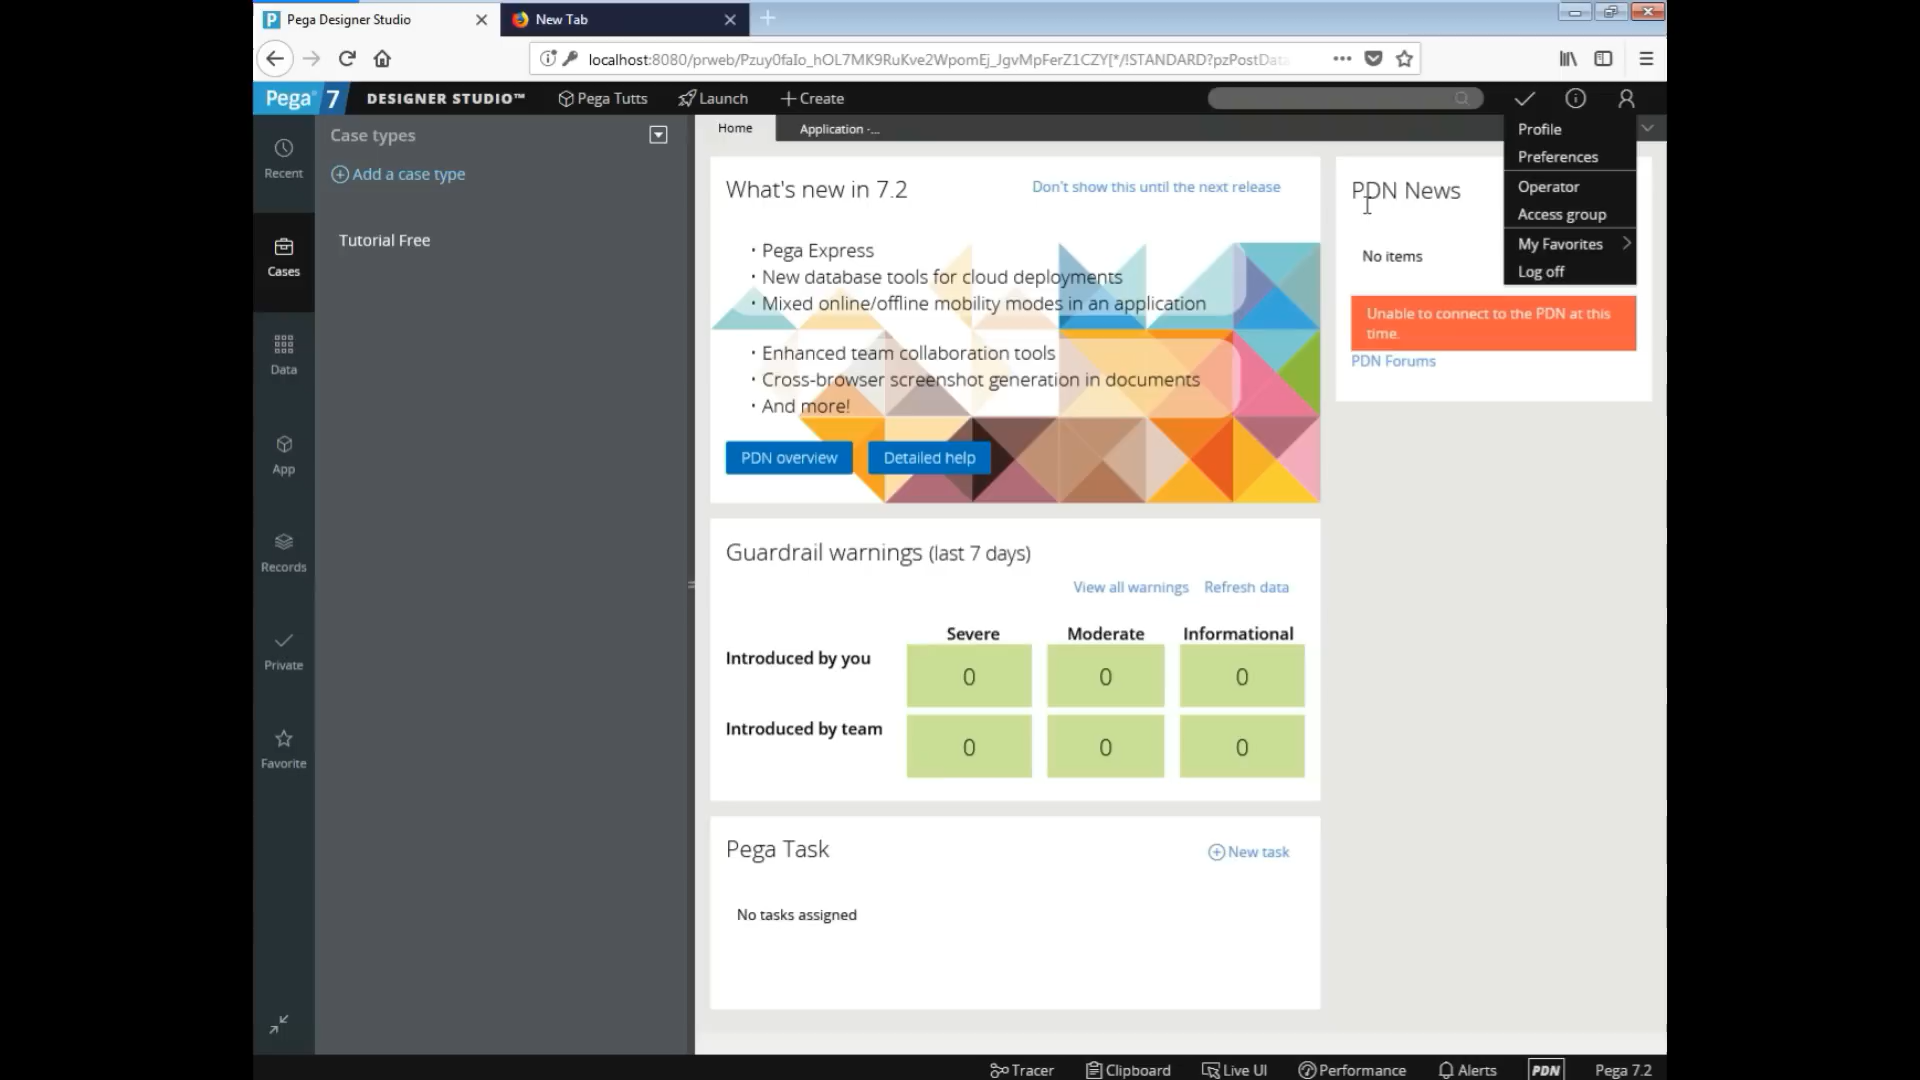 Pega Designer Studio
New Tab
localhost:8080/prweb/Pzuy0faIo_hOL7MK9RuKve2WpomEj_JgvMpFerZ1CZY[*/!STANDARD?pzPostData
Pega 7 DESIGNER STUDIO™ Pega Tutts Launch Create
Recent
Cases
Data
App
Records
Private
Favorite
Case types
Add a case type
Tutorial Free
Home
Application -...
What's new in 7.2
Don't show this until the next release
· Pega Express
· New database tools for cloud deployments
· Mixed online/offline mobility modes in an application
· Enhanced team collaboration tools
· Cross-browser screenshot generation in documents
· And more!
PDN overview
Detailed help
Guardrail warnings (last 7 days)
View all warnings Refresh data
Severe Moderate Informational
Introduced by you 0 0 0
Introduced by team 0 0 0
Pega Task
New task
No tasks assigned
PDN News
No items
Unable to connect to the PDN at this
time.
PDN Forums
Profile
Preferences
Operator
Access group
My Favorites
Log off
Tracer Clipboard Live UI Performance Alerts PDN Pega 7.2